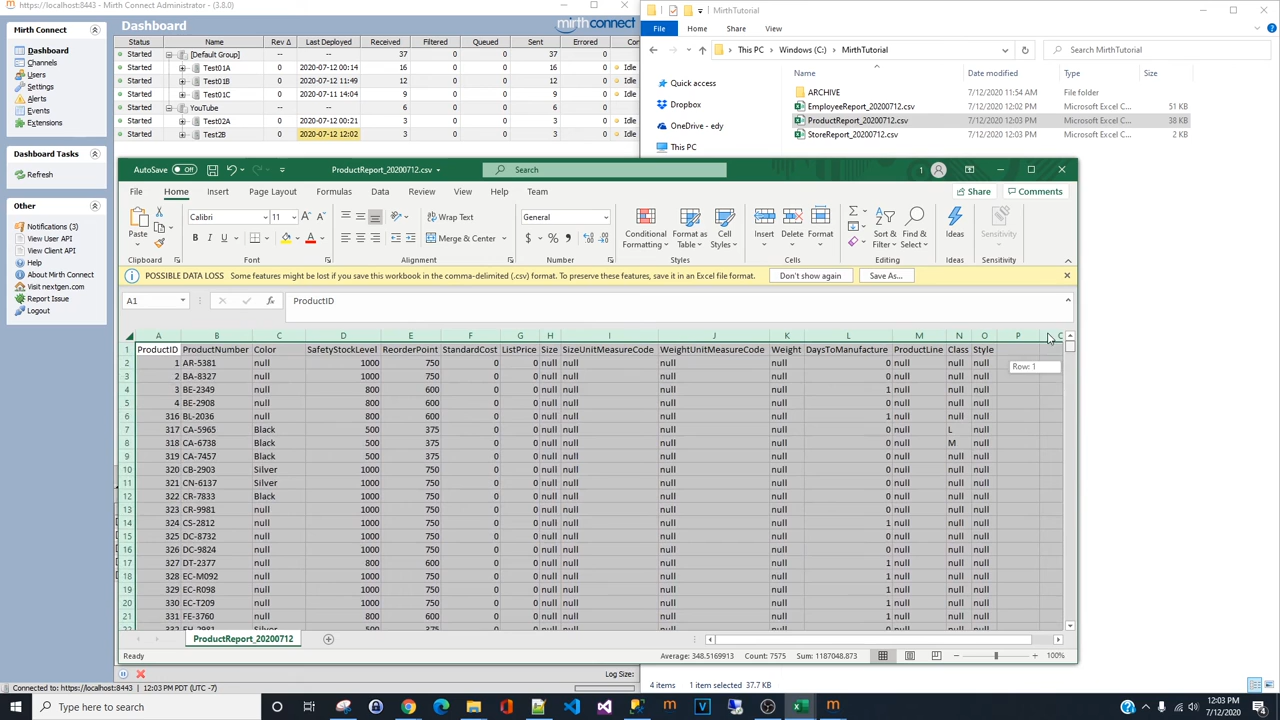 https://localhost:8443 - Mirth Connect Administrator - (3.8.0)
Mirth Connect
Dashboard
Channels
Users
Settings
Alerts
Events
Extensions
Dashboard Tasks
Refresh
Other
Notifications (3)
View User API
View Client API
Help
About Mirth Connect
Visit nextgen.com
Report Issue
Logout
Dashboard
mirthconnect
Status Name Rev Δ Last Deployed Received Filtered Queued Sent Errored Con
Started [Default Group] -- -- 37 0 0 37 0
Started Test01A 0 2020-07-12 00:14 16 0 0 16 0 Idle
Started Test01B 0 2020-07-12 11:49 12 0 0 12 0 Idle
Started Test01C 0 2020-07-11 14:04 9 0 0 9 0 Idle
Started YouTube -- -- 6 0 0 6 0
Started Test02A 0 2020-07-12 00:21 3 0 0 3 0 Idle
Started Test2B 0 2020-07-12 12:02 3 0 0 3 0 Idle
MirthTutorial
File Home Share View
This PC Windows (C:) MirthTutorial
Search MirthTutorial
Quick access
Dropbox
OneDrive - edy
This PC
Name Date modified Type Size
ARCHIVE 7/12/2020 11:54 AM File folder
EmployeeReport_20200712.csv 7/12/2020 12:02 PM Microsoft Excel C... 51 KB
ProductReport_20200712.csv 7/12/2020 12:03 PM Microsoft Excel C... 38 KB
StoreReport_20200712.csv 7/12/2020 12:03 PM Microsoft Excel C... 2 KB
AutoSave Off ProductReport_20200712.csv Search 1
File Home Insert Page Layout Formulas Data Review View Help Team Share Comments
Paste
Calibri 11
B I U
Wrap Text
Merge & Center
General
$ %
Conditional Formatting
Format as Table
Cell Styles
Insert Delete Format
Sort & Filter
Find & Select
Ideas
Sensitivity
Clipboard Font Alignment Number Styles Cells Editing Ideas Sensitivity
POSSIBLE DATA LOSS Some features might be lost if you save this workbook in the comma-delimited (.csv) format. To preserve these features, save it in an Excel file format. Don't show again Save As...
A1 fx ProductID
A B C D E F G H I J K L M N O P
1 ProductID ProductNumber Color SafetyStockLevel ReorderPoint StandardCost ListPrice Size SizeUnitMeasureCode WeightUnitMeasureCode Weight DaysToManufacture ProductLine Class Style
2 1 AR-5381 null 1000 750 0 0 null null null null 0 null null null
3 2 BA-8327 null 1000 750 0 0 null null null null 0 null null null
4 3 BE-2349 null 800 600 0 0 null null null null 1 null null null
5 4 BE-2908 null 800 600 0 0 null null null null 0 null null null
6 316 BL-2036 null 800 600 0 0 null null null null 1 null null null
7 317 CA-5965 Black 500 375 0 0 null null null null 0 null L null
8 318 CA-6738 Black 500 375 0 0 null null null null 0 null M null
9 319 CA-7457 Black 500 375 0 0 null null null null 0 null null null
10 320 CB-2903 Silver 1000 750 0 0 null null null null 0 null null null
11 321 CN-6137 Silver 1000 750 0 0 null null null null 0 null null null
12 322 CR-7833 Black 1000 750 0 0 null null null null 0 null null null
13 323 CR-9981 null 1000 750 0 0 null null null null 0 null null null
14 324 CS-2812 null 1000 750 0 0 null null null null 1 null null null
15 325 DC-8732 null 1000 750 0 0 null null null null 0 null null null
16 326 DC-9824 null 1000 750 0 0 null null null null 0 null null null
17 327 DT-2377 null 800 600 0 0 null null null null 1 null null null
18 328 EC-M092 null 1000 750 0 0 null null null null 1 null null null
19 329 EC-R098 null 1000 750 0 0 null null null null 1 null null null
20 330 EC-T209 null 1000 750 0 0 null null null null 1 null null null
21 331 FE-3760 null 800 600 0 0 null null null null 1 null null null
Row: 1
ProductReport_20200712
Ready Average: 348.5169913 Count: 7575 Sum: 1187048.873 100%
Log Size:
Connected to: https://localhost:8443 | 12:03 PM PDT (UTC -7)
4 items 1 item selected 37.7 KB
Type here to search
12:03 PM
7/12/2020